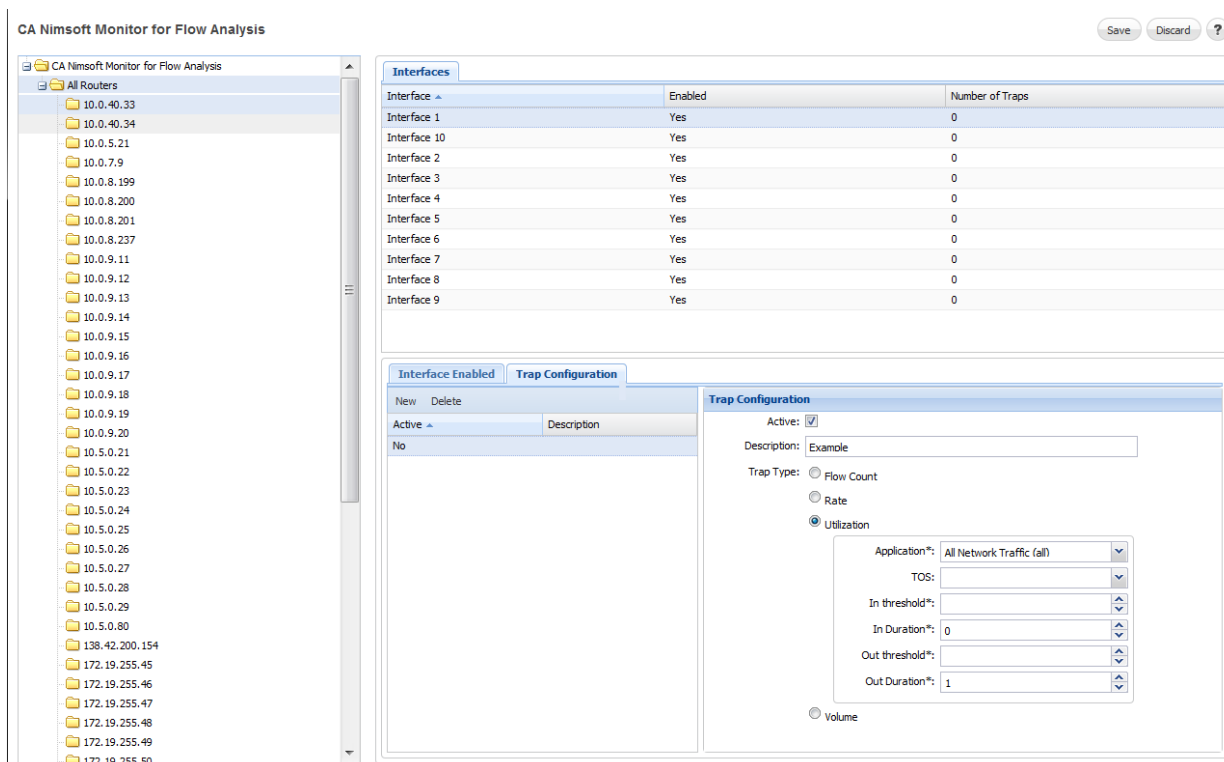 CA Nimsoft Monitor for Flow Analysis
Save Discard ?
CA Nimsoft Monitor for Flow Analysis
All Routers
10.0.40.33
10.0.40.34
10.0.5.21
10.0.7.9
10.0.8.199
10.0.8.200
10.0.8.201
10.0.8.237
10.0.9.11
10.0.9.12
10.0.9.13
10.0.9.14
10.0.9.15
10.0.9.16
10.0.9.17
10.0.9.18
10.0.9.19
10.0.9.20
10.5.0.21
10.5.0.22
10.5.0.23
10.5.0.24
10.5.0.25
10.5.0.26
10.5.0.27
10.5.0.28
10.5.0.29
10.5.0.80
138.42.200.154
172.19.255.45
172.19.255.46
172.19.255.47
172.19.255.48
172.19.255.49
172.19.255.50
Interfaces
Interface Enabled Number of Traps
Interface 1 Yes 0
Interface 10 Yes 0
Interface 2 Yes 0
Interface 3 Yes 0
Interface 4 Yes 0
Interface 5 Yes 0
Interface 6 Yes 0
Interface 7 Yes 0
Interface 8 Yes 0
Interface 9 Yes 0
Interface Enabled Trap Configuration
New Delete
Active Description
No
Trap Configuration
Active:
Description: Example
Trap Type: Flow Count
Rate
Utilization
Application*: All Network Traffic (all)
TOS:
In threshold*:
In Duration*: 0
Out threshold*:
Out Duration*: 1
Volume